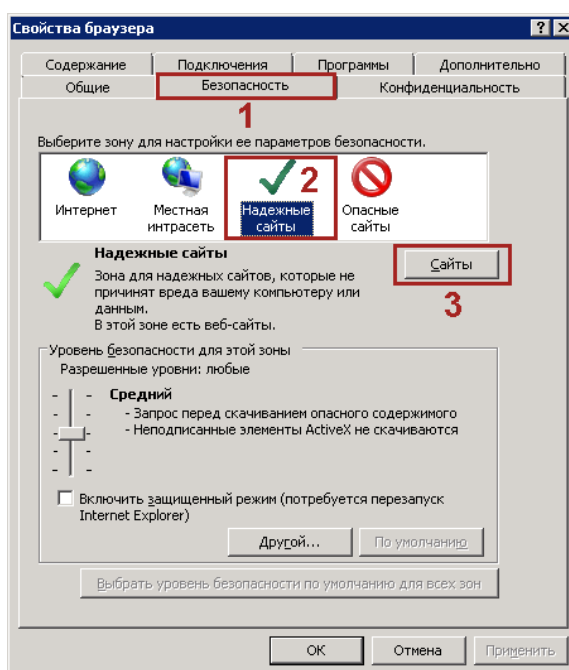 Свойства браузера
Содержание Подключения Программы Дополнительно
Общие Безопасность Конфиденциальность
1
Выберите зону для настройки ее параметров безопасности.
2
Интернет Местная интрасеть Надежные сайты Опасные сайты
Надежные сайты
Сайты
3
Зона для надежных сайтов, которые не
причинят вреда вашему компьютеру или
данным.
В этой зоне есть веб-сайты.
Уровень безопасности для этой зоны
Разрешенные уровни: любые
Средний
- Запрос перед скачиванием опасного содержимого
- Неподписанные элементы ActiveX не скачиваются
Включить защищенный режим (потребуется перезапуск
Internet Explorer)
Другой... По умолчанию
Выбрать уровень безопасности по умолчанию для всех зон
ОК Отмена Применить